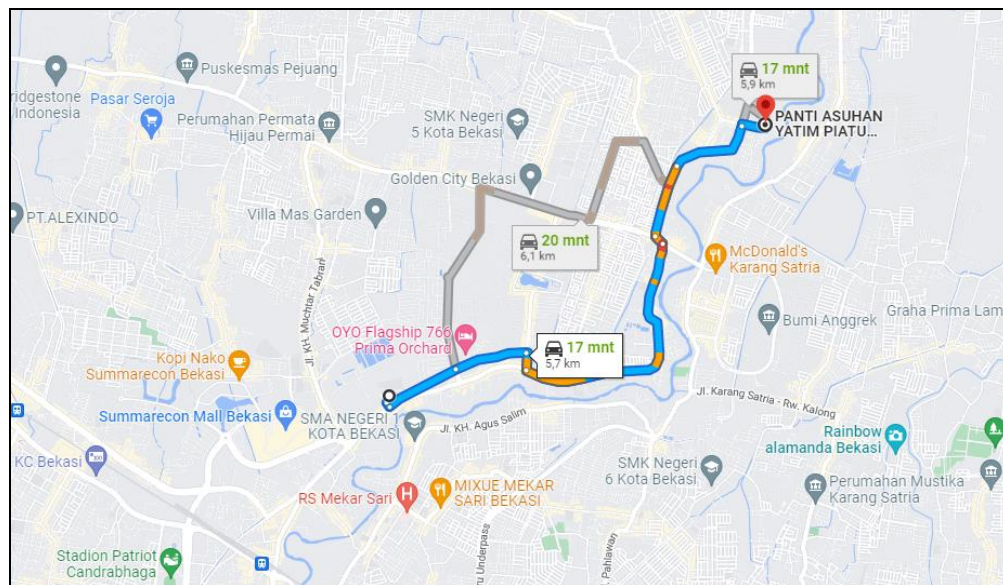 17 mnt
5,9 km
Puskesmas Pejuang
ridgestone
Indonesia
Pasar Seroja
SMK Negeri
5 Kota Bekasi
PANTI ASUHAN
YATIM PIATU...
Perumahan Permata
Hijau Permai
Golden City Bekasi
PT.ALEXINDO
Villa Mas Garden
20 mnt
6,1 km
McDonald's
Karang Satria
Jl. KH. Muchtar Tabrani
Graha Prima Lam
Bumi Anggrek
OYO Flagship 766
Prima Orchard
17 mnt
5,7 km
Kopi Nako
Summarecon Bekasi
Summarecon Mall Bekasi
SMA NEGERI 1
KOTA BEKASI
Jl. KH. Agus Salim
Jl. Karang Satria - Rw. Kalong
Rainbow
alamanda Bekasi
KC Bekasi
SMK Negeri
6 Kota Bekasi
RS Mekar Sari
MIXUE MEKAR
SARI BEKASI
Perumahan Mustika
Karang Satria
Stadion Patriot
Candrabhaga
ru Underpass
Jl. Pahlawan